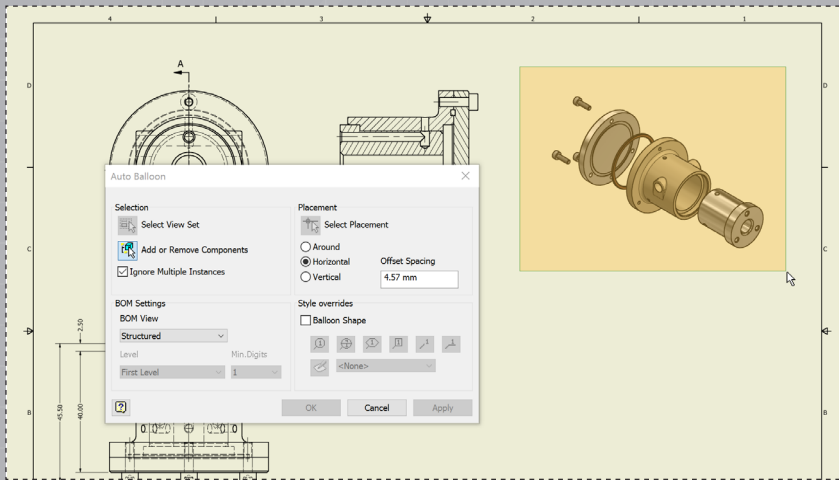 4 3 2 1
A
D D
Auto Balloon
Selection
Select View Set
Add or Remove Components
Ignore Multiple Instances
Placement
Select Placement
Around
Horizontal
Vertical
Offset Spacing
4.57 mm
C C
BOM Settings
BOM View
Structured
Level
Min.Digits
First Level
1
Style overrides
Balloon Shape
<None>
OK
Cancel
Apply
2.50
45.50
40.00
B B